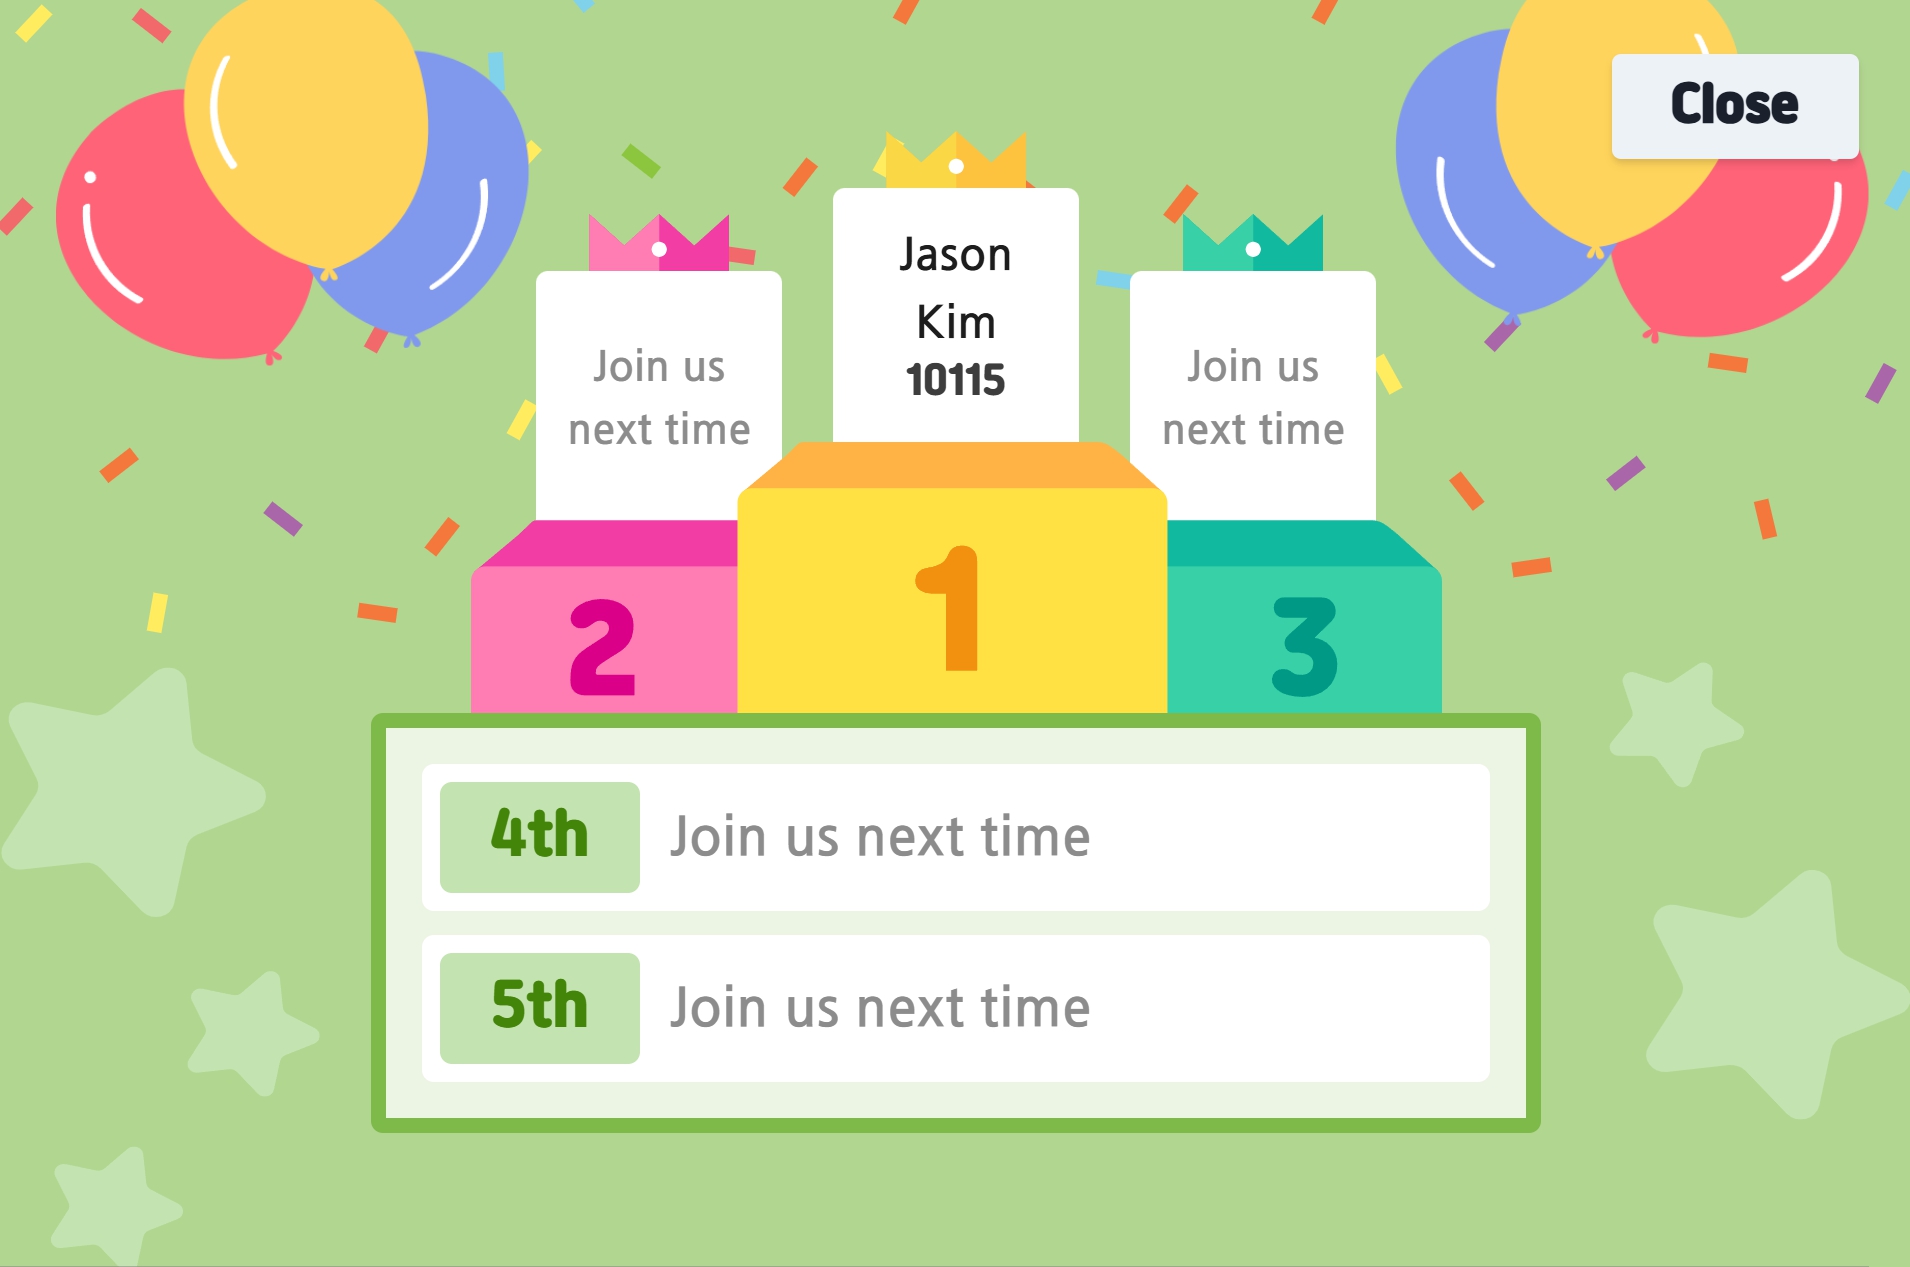 Close
Jason
Kim
10115
Join us
next time
Join us
next time
2
1
3
4th
Join us next time
5th
Join us next time